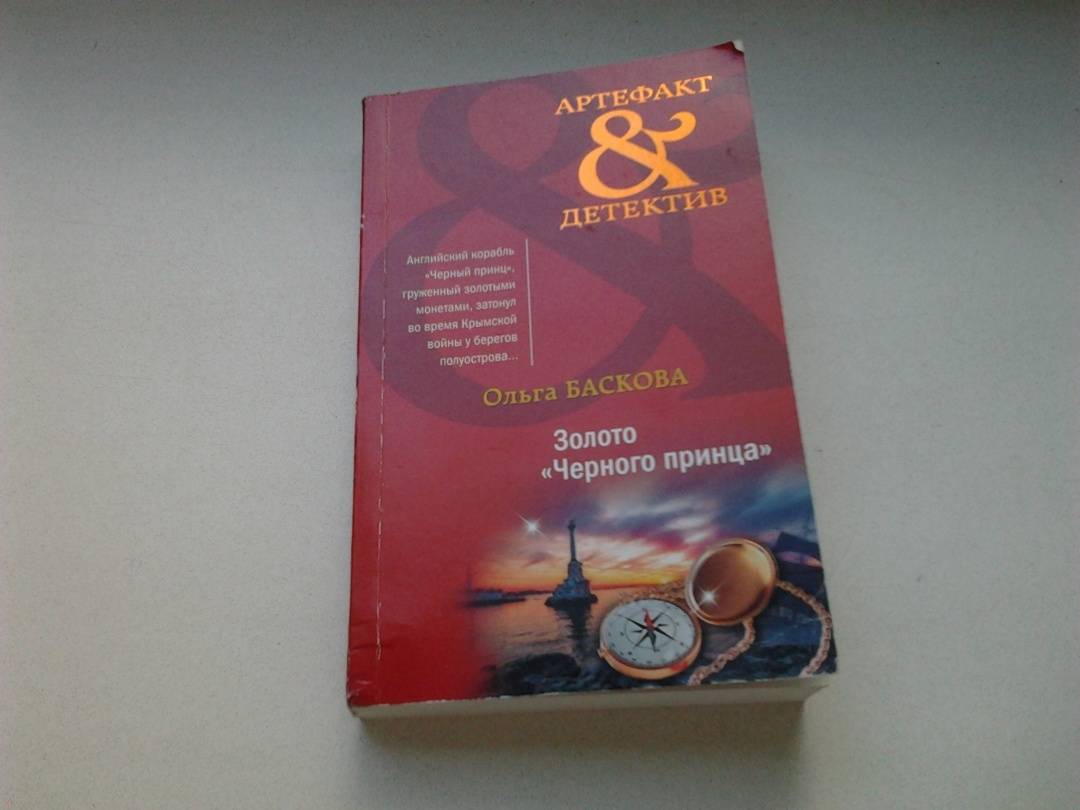 АРТЕФАКТ
&
ДЕТЕКТИВ
Английский корабль
«Черный принц»,
груженный золотыми
монетами, затонул
во время Крымской
войны у берегов
полуострова...
Ольга БАСКОВА
Золото
«Черного принца»